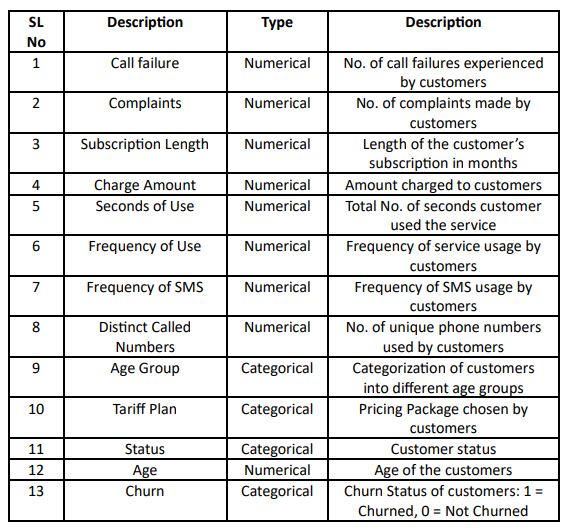 SL No Description Type Description
1 Call failure Numerical No. of call failures experienced by customers
2 Complaints Numerical No. of complaints made by customers
3 Subscription Length Numerical Length of the customer's subscription in months
4 Charge Amount Numerical Amount charged to customers
5 Seconds of Use Numerical Total No. of seconds customer used the service
6 Frequency of Use Numerical Frequency of service usage by customers
7 Frequency of SMS Numerical Frequency of SMS usage by customers
8 Distinct Called Numbers Numerical No. of unique phone numbers used by customers
9 Age Group Categorical Categorization of customers into different age groups
10 Tariff Plan Categorical Pricing Package chosen by customers
11 Status Categorical Customer status
12 Age Numerical Age of the customers
13 Churn Categorical Churn Status of customers: 1 = Churned, 0 = Not Churned